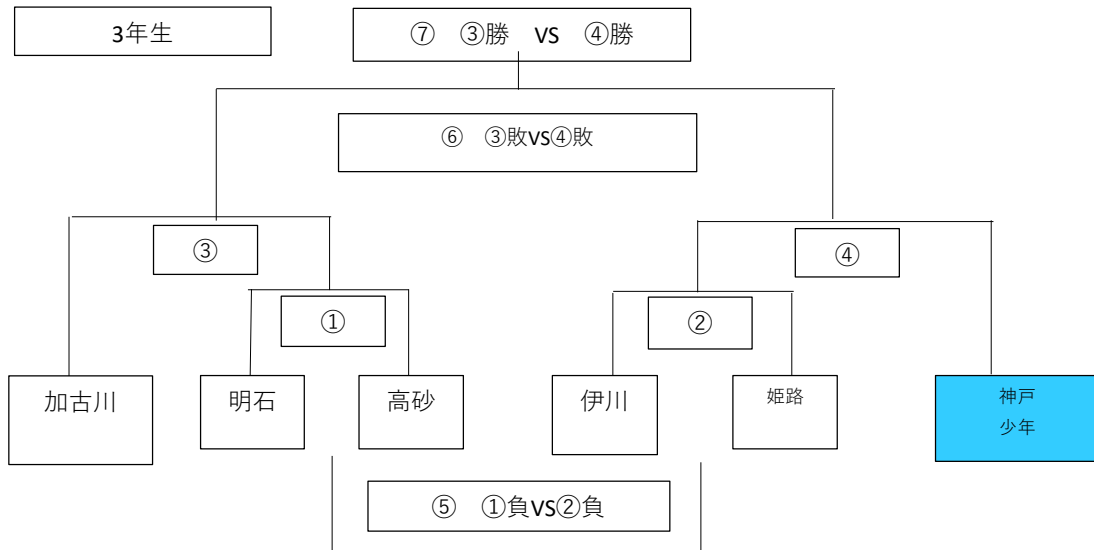 3年生
⑦　③勝　VS　④勝
⑥　③敗VS④敗
③
④
①
②
加古川
明石
高砂
伊川
姫路
神戸
少年
⑤　①負VS②負